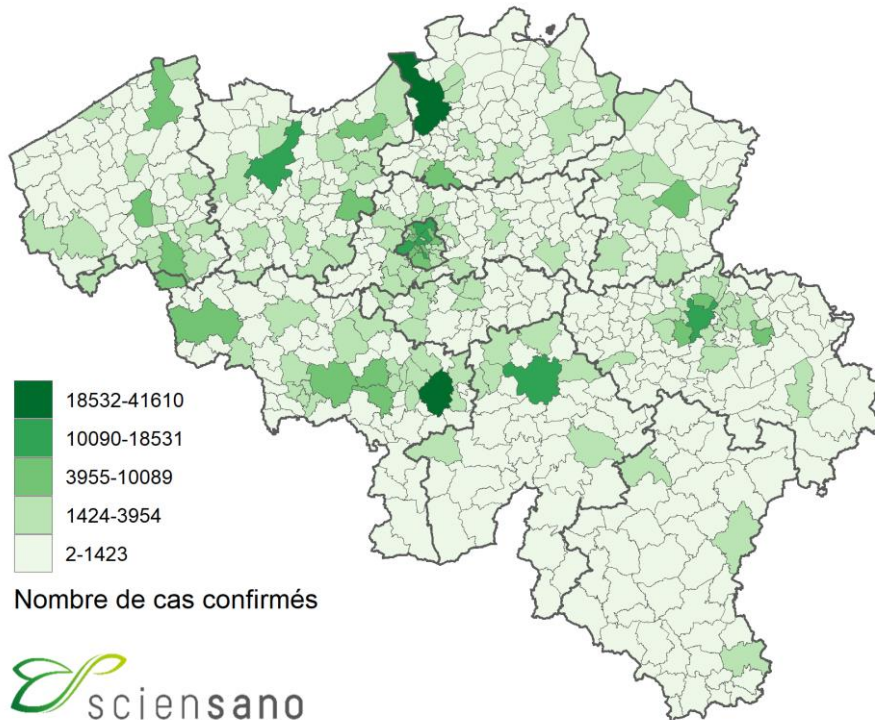 18532-41610
10090-18531
3955-10089
1424-3954
2-1423
Nombre de cas confirmés
sciensano